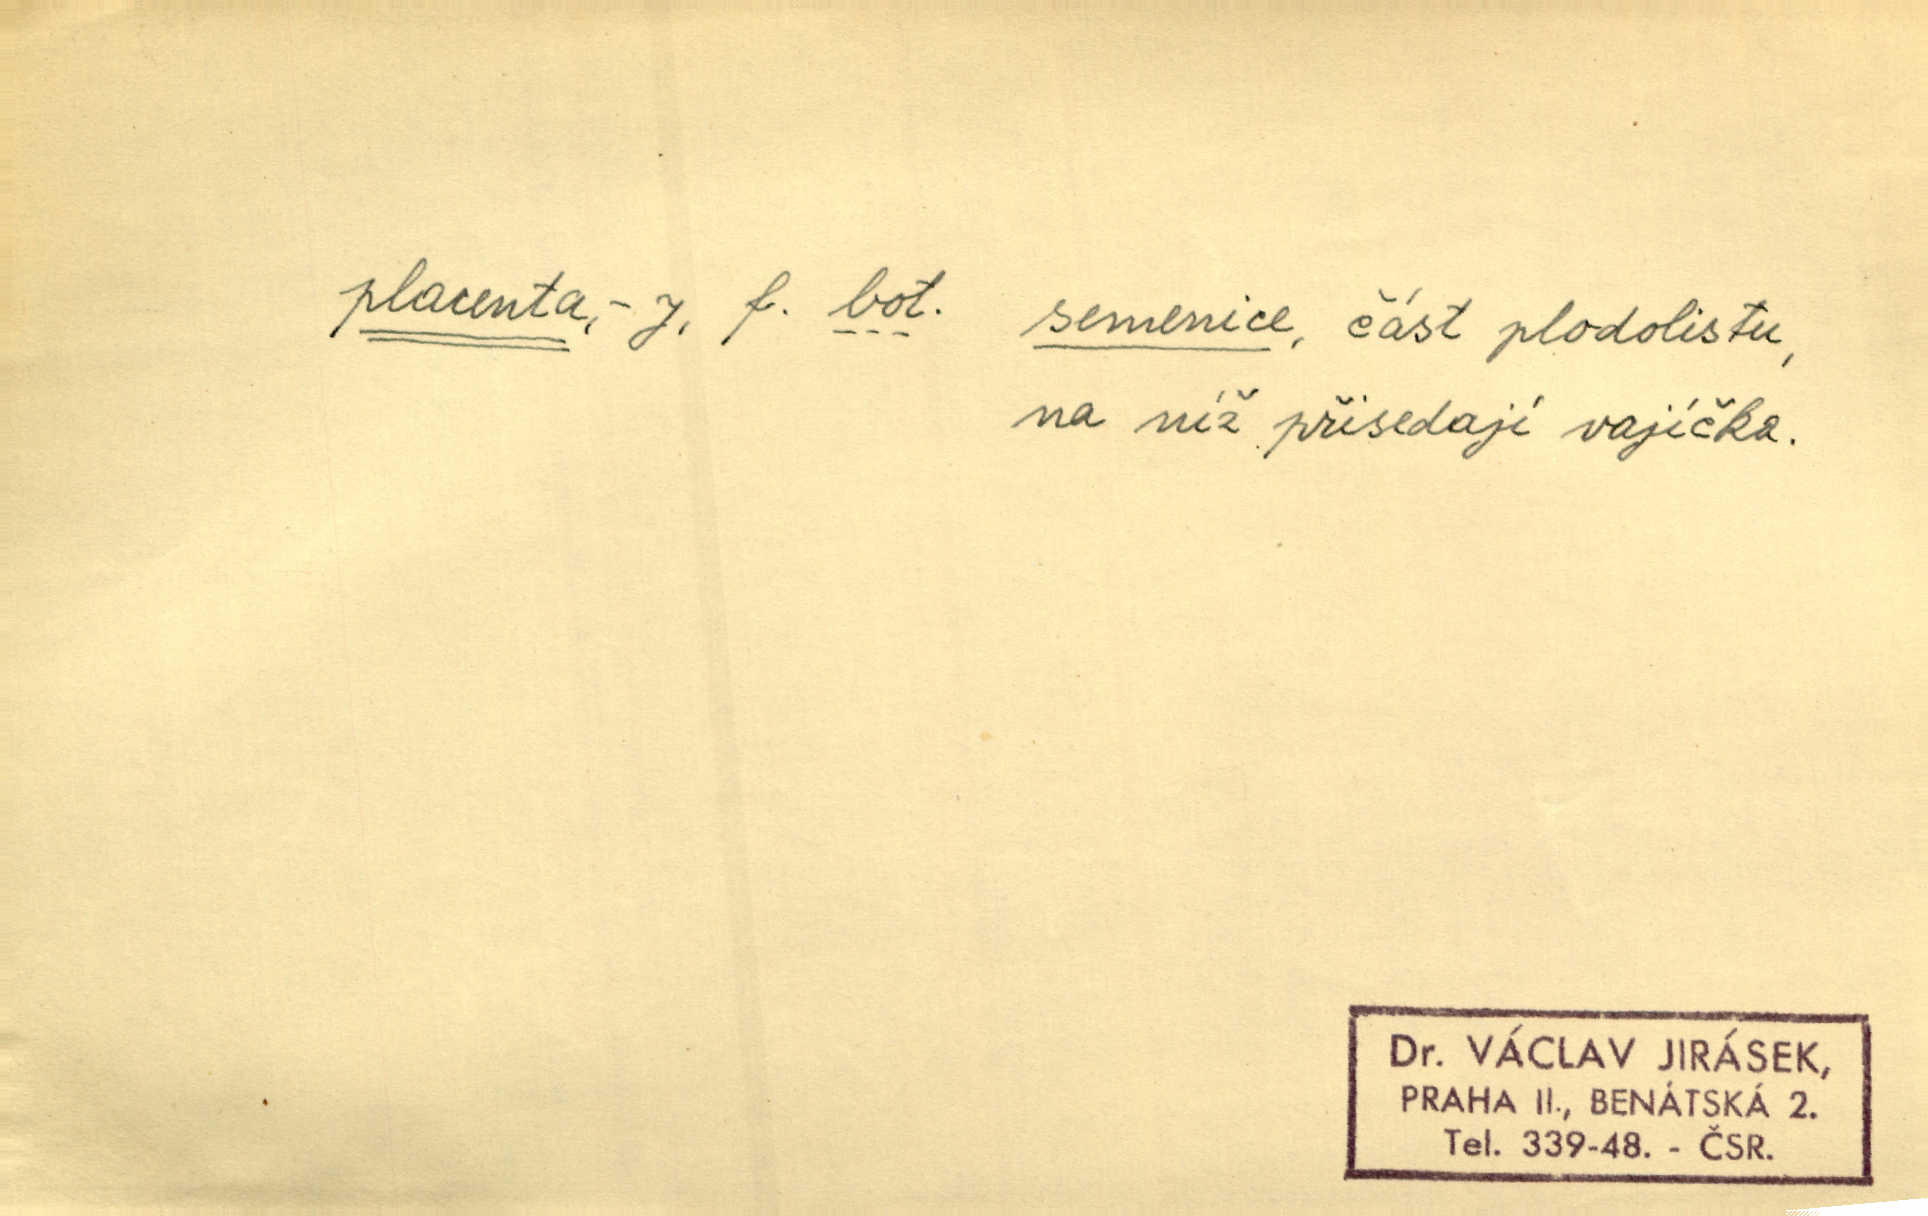 placenta, -y, f. bot. semenice, část plodolistu,
na níž přisedají vajíčka.
Dr. VÁCLAV JIRÁSEK,
PRAHA II., BENÁTSKÁ 2.
Tel. 339-48. - ČSR.